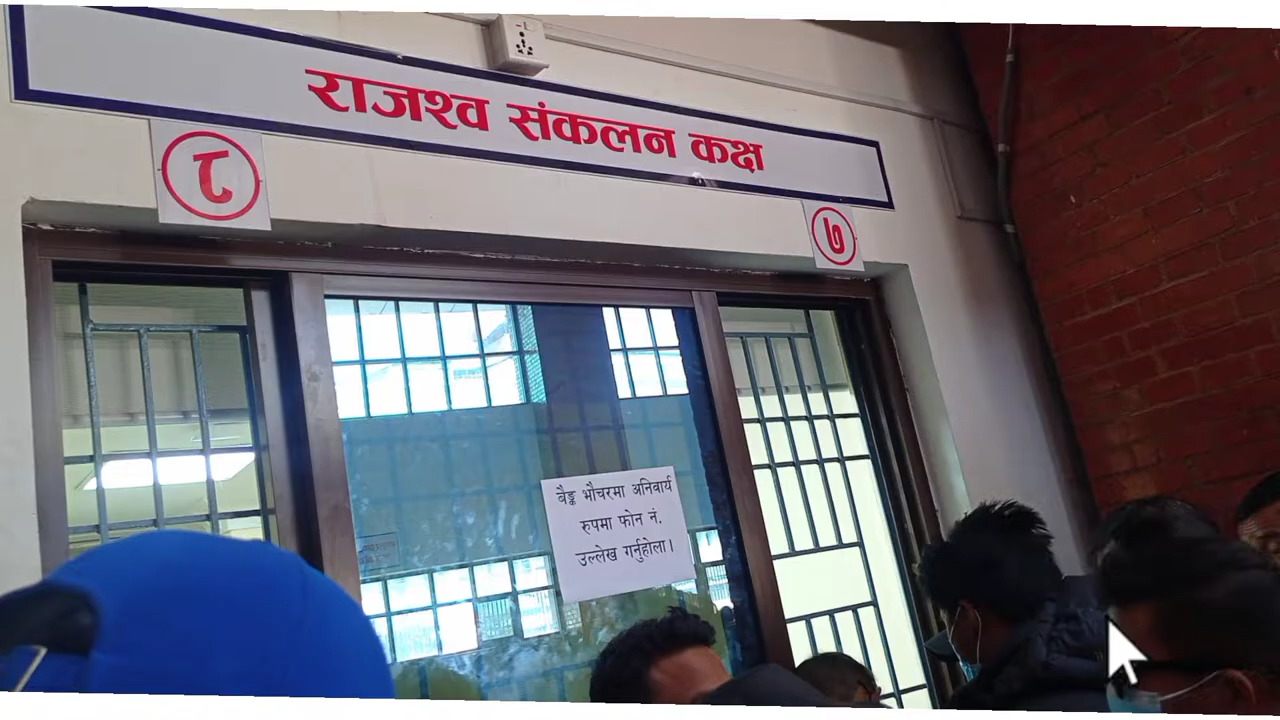 राजश्व संकलन कक्ष
८
७
बैङ्क भौचरमा अनिवार्य
रुपमा फोन नं.
उल्लेख गर्नुहोला।